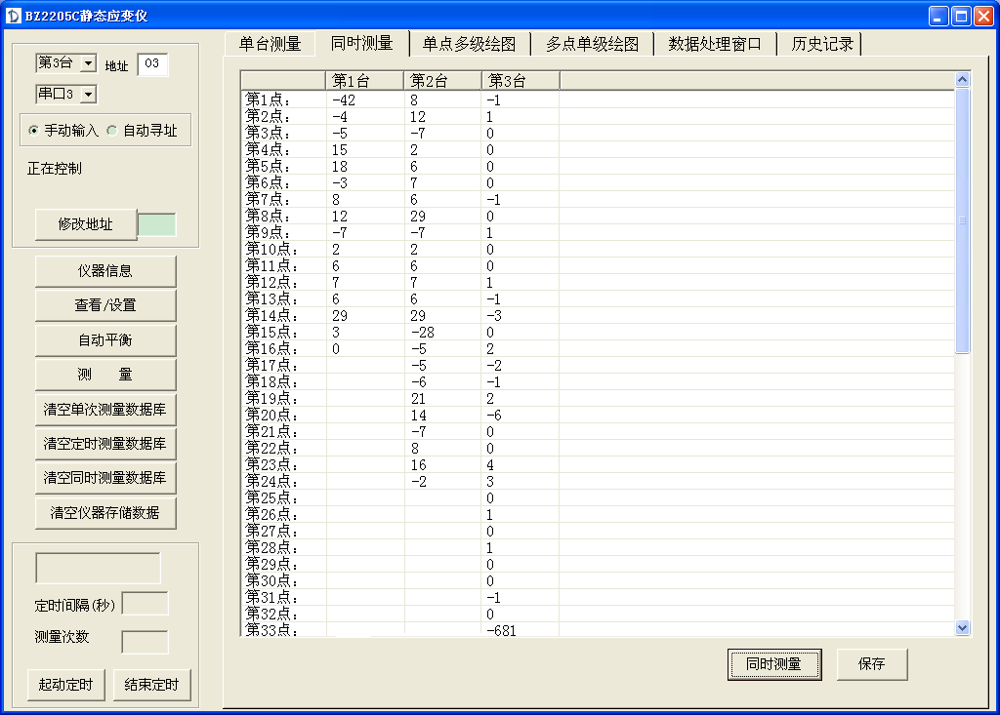 BZ2205C静态应变仪
第3台 地址 03
串口3
手动输入 自动寻址
正在控制
修改地址
仪器信息
查看/设置
自动平衡
测 量
清空单次测量数据库
清空定时测量数据库
清空同时测量数据库
清空仪器存储数据
定时间隔(秒)
测量次数
起动定时 结束定时
单台测量 同时测量 单点多级绘图 多点单级绘图 数据处理窗口 历史记录
第1台 第2台 第3台
第1点: -42 8 -1
第2点: -4 12 1
第3点: -5 -7 0
第4点: 15 2 0
第5点: 18 6 0
第6点: -3 7 0
第7点: 8 6 -1
第8点: 12 29 0
第9点: -7 -7 1
第10点: 2 2 0
第11点: 6 6 0
第12点: 7 7 1
第13点: 6 6 -1
第14点: 29 29 -3
第15点: 3 -28 0
第16点: 0 -5 2
第17点: -5 -2
第18点: -6 -1
第19点: 21 2
第20点: 14 -6
第21点: -7 0
第22点: 8 0
第23点: 16 4
第24点: -2 3
第25点: 0
第26点: 1
第27点: 0
第28点: 1
第29点: 0
第30点: 0
第31点: -1
第32点: 0
第33点: -681
同时测量 保存